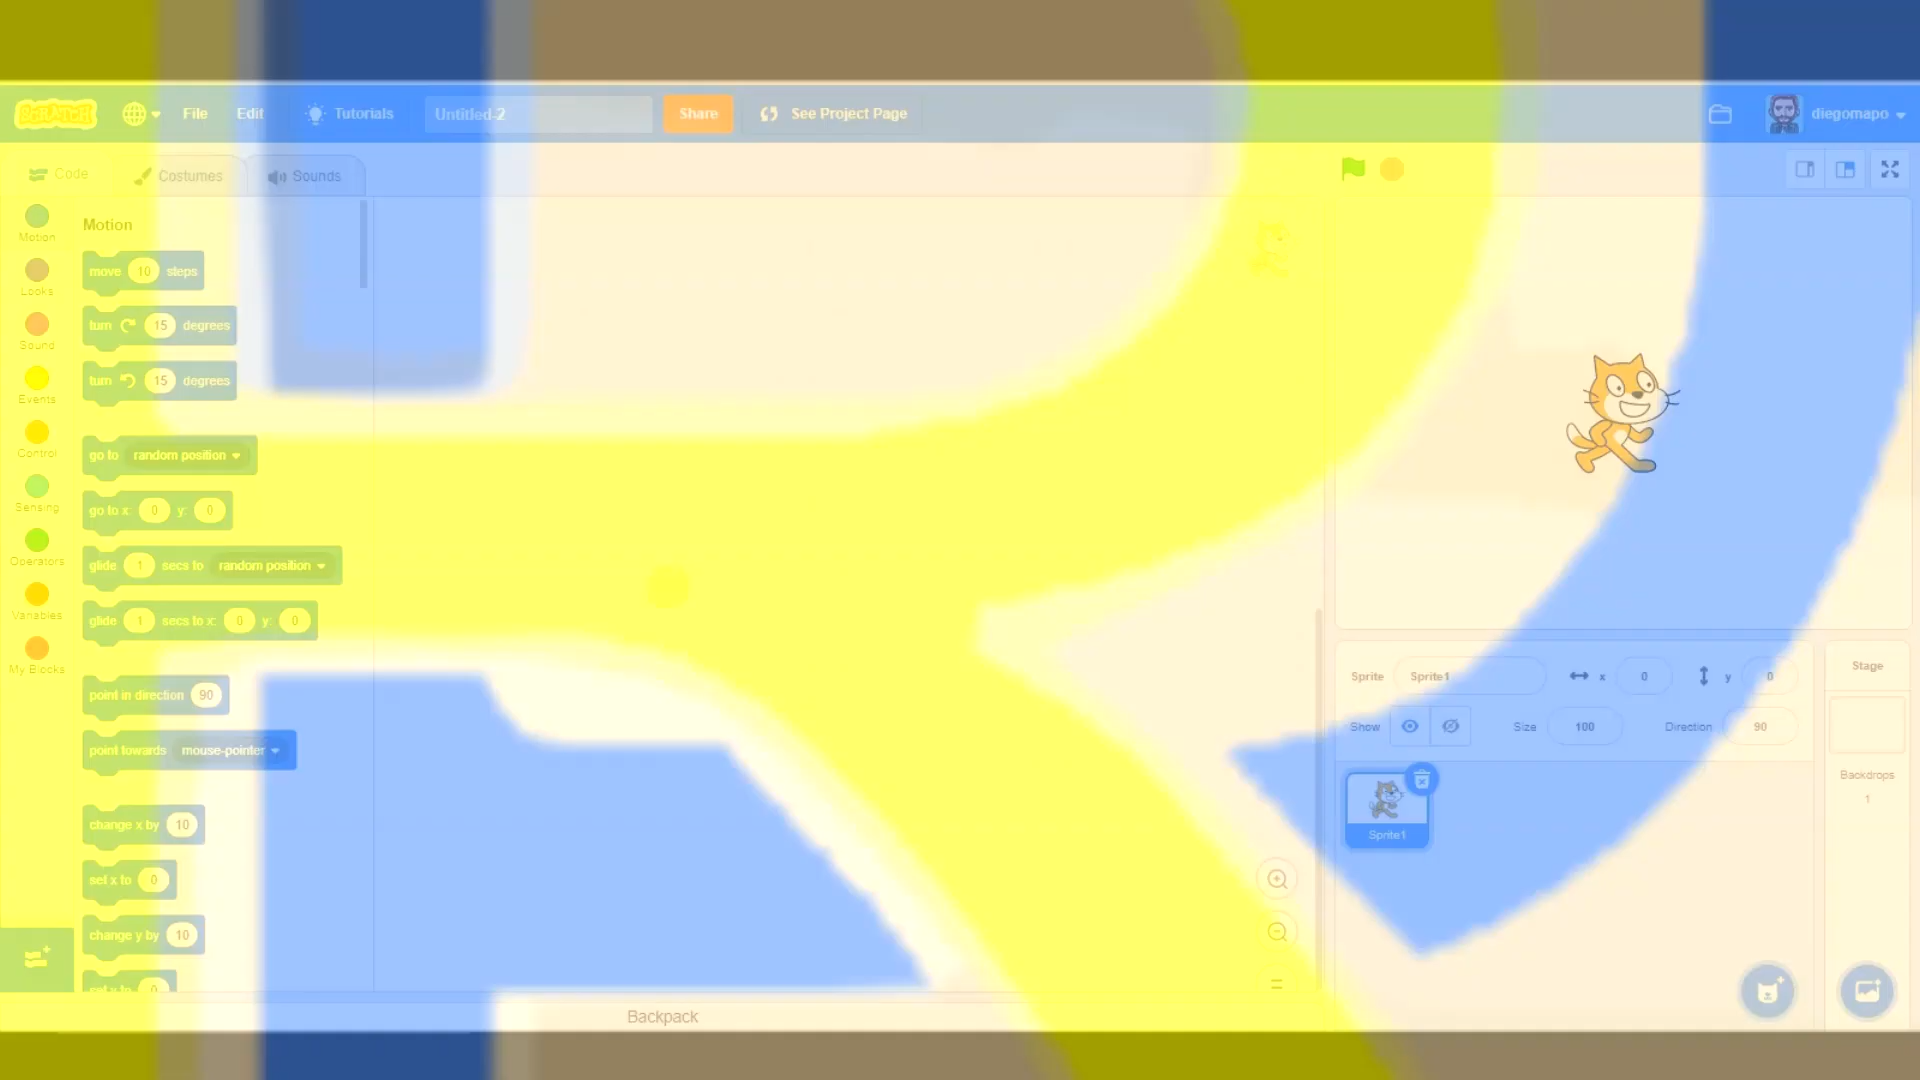 SCRATCH File Edit Tutorials Untitled-2 Share See Project Page diegomapo
Code Costumes Sounds
Motion
Looks
Sound
Events
Control
Sensing
Operators
Variables
My Blocks
Motion
move 10 steps
turn 15 degrees
turn 15 degrees
go to random position
go to x: 0 y: 0
glide 1 secs to random position
glide 1 secs to x: 0 y: 0
point in direction 90
point towards mouse-pointer
change x by 10
set x to 0
change y by 10
set y to 0
Backpack
Sprite Sprite1 x 0 y 0
Show Size 100 Direction 90
Sprite1
Stage
Backdrops
1